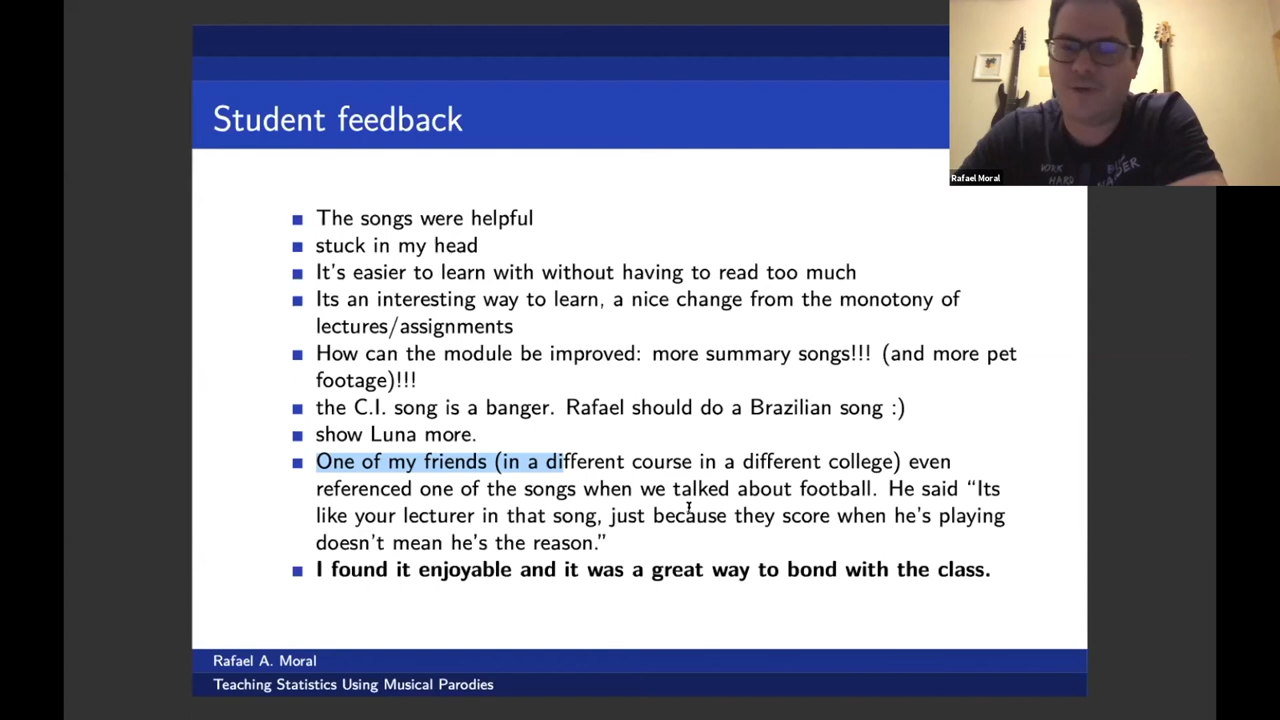 Student feedback
The songs were helpful
stuck in my head
It's easier to learn with without having to read too much
Its an interesting way to learn, a nice change from the monotony of
lectures/assignments
How can the module be improved: more summary songs!!! (and more pet
footage)!!!
the C.I. song is a banger. Rafael should do a Brazilian song :)
show Luna more.
One of my friends (in a different course in a different college) even
referenced one of the songs when we talked about football. He said “Its
like your lecturer in that song, just because they score when he's playing
doesn't mean he's the reason.”
I found it enjoyable and it was a great way to bond with the class.
Rafael A. Moral
Teaching Statistics Using Musical Parodies
WORK
HARD
Rafael Moral